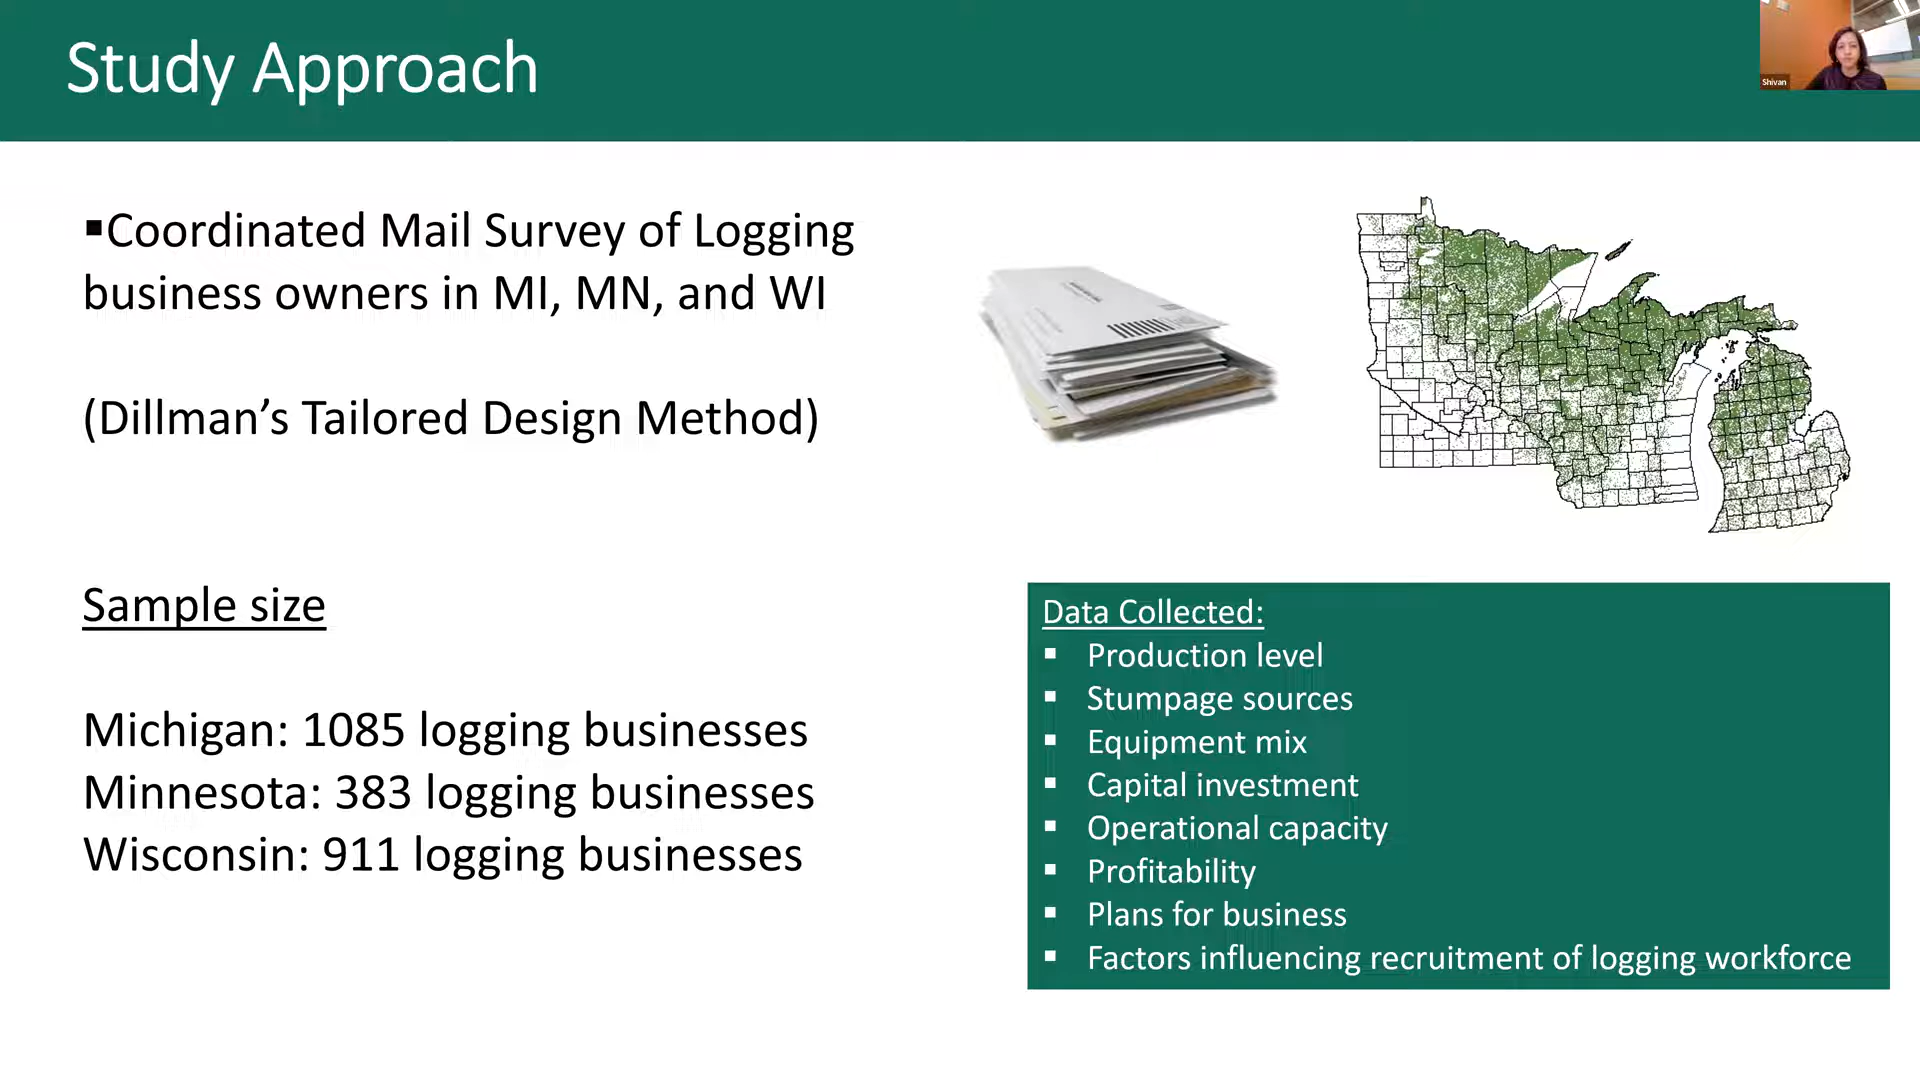 Study Approach
Shivan
▪Coordinated Mail Survey of Logging
business owners in MI, MN, and WI
(Dillman’s Tailored Design Method)
Sample size
Michigan: 1085 logging businesses
Minnesota: 383 logging businesses
Wisconsin: 911 logging businesses
Data Collected:
▪ Production level
▪ Stumpage sources
▪ Equipment mix
▪ Capital investment
▪ Operational capacity
▪ Profitability
▪ Plans for business
▪ Factors influencing recruitment of logging workforce